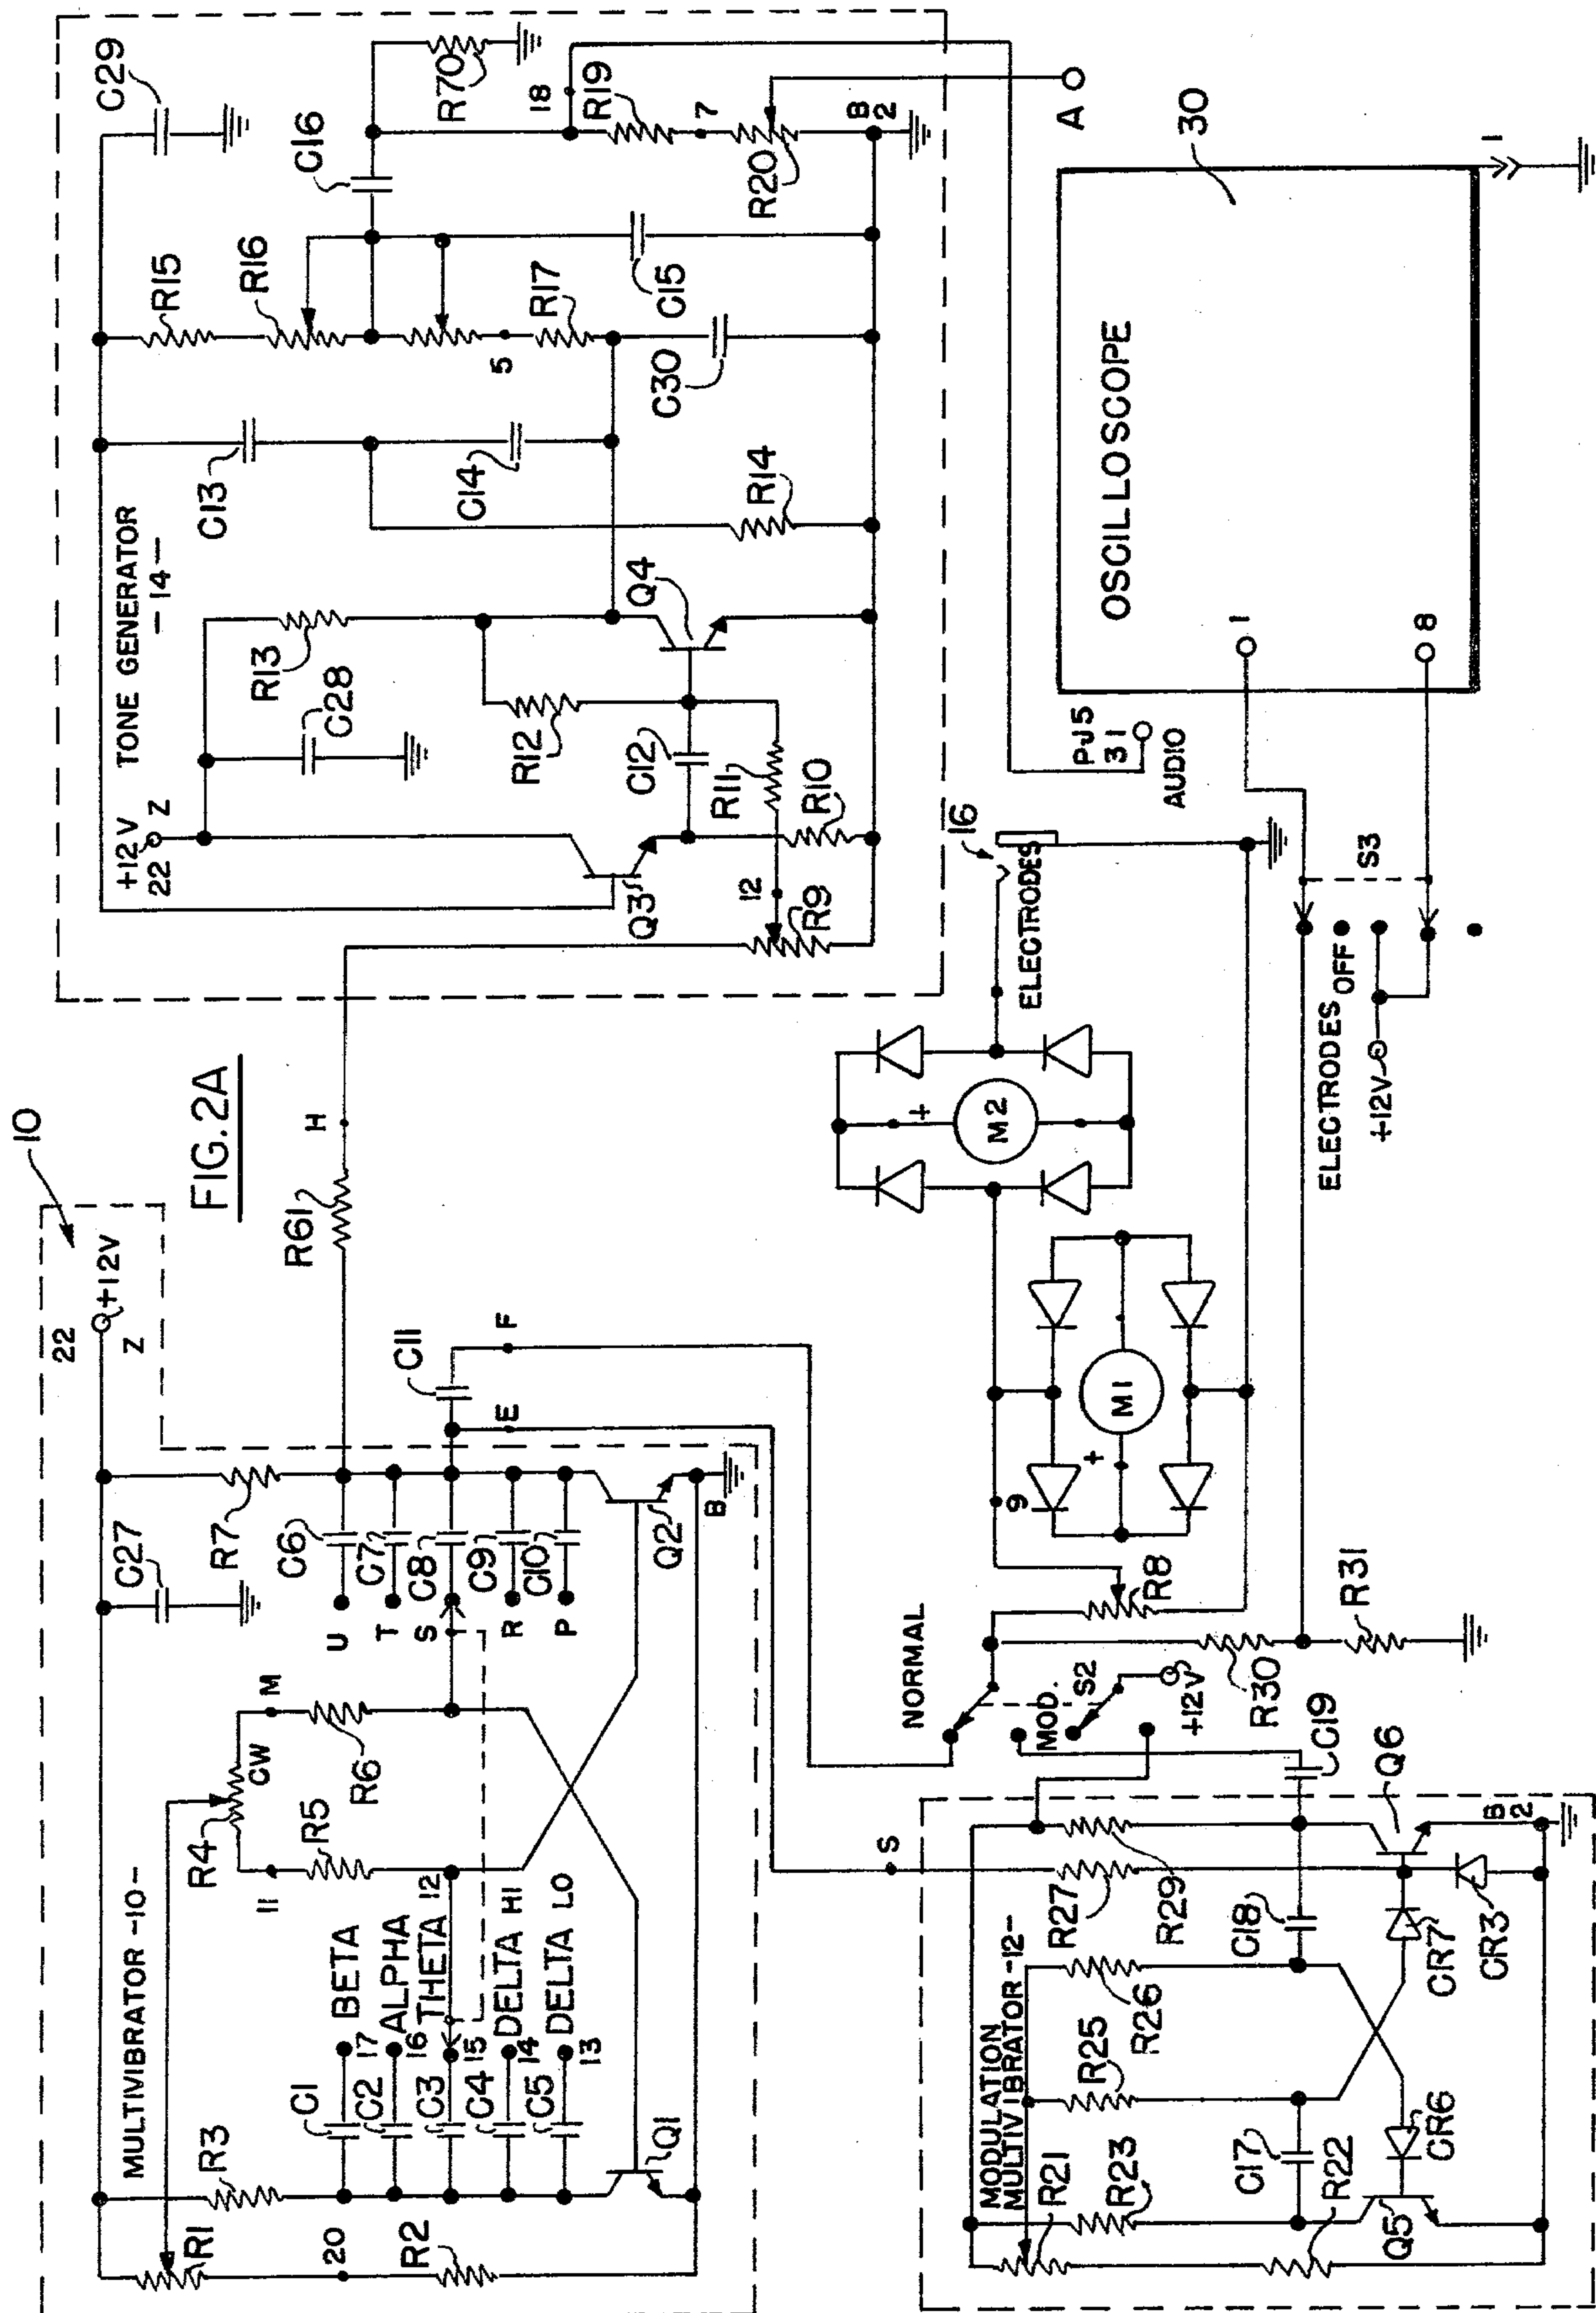 FIG.2A
10
22
+12V
Z
MULTIVIBRATOR -10-
C27
R7
R3
R1
20
R2
R4
CW
11
M
R5
R6
C1
C2
C3
C4
C5
BETA
17
ALPHA
16
THETA
12
15
DELTA HI
14
DELTA LO
13
C6
C7
C8
C9
C10
U
T
S
R
P
Q1
Q2
B
E
C11
F
R61
H
+12V
22
Z
TONE GENERATOR
-14-
C28
R13
R12
C12
R11
R10
12
R9
Q3
Q4
C13
C14
R14
R15
R16
5
R17
C30
C15
C16
C29
R70
18
R19
7
R20
B
2
A
PJ5
31
AUDIO
16
ELECTRODES
M2
+
M1
+
9
R8
NORMAL
MOD.
S2
+12V
R30
R31
C19
S
MODULATION
MULTIVIBRATOR -12-
R21
R23
R25
R26
R27
R29
C17
C18
R22
Q5
CR6
CR7
CR3
Q6
B
2
ELECTRODES
OFF
+12V
S3
OSCILLOSCOPE
30
1
8
1